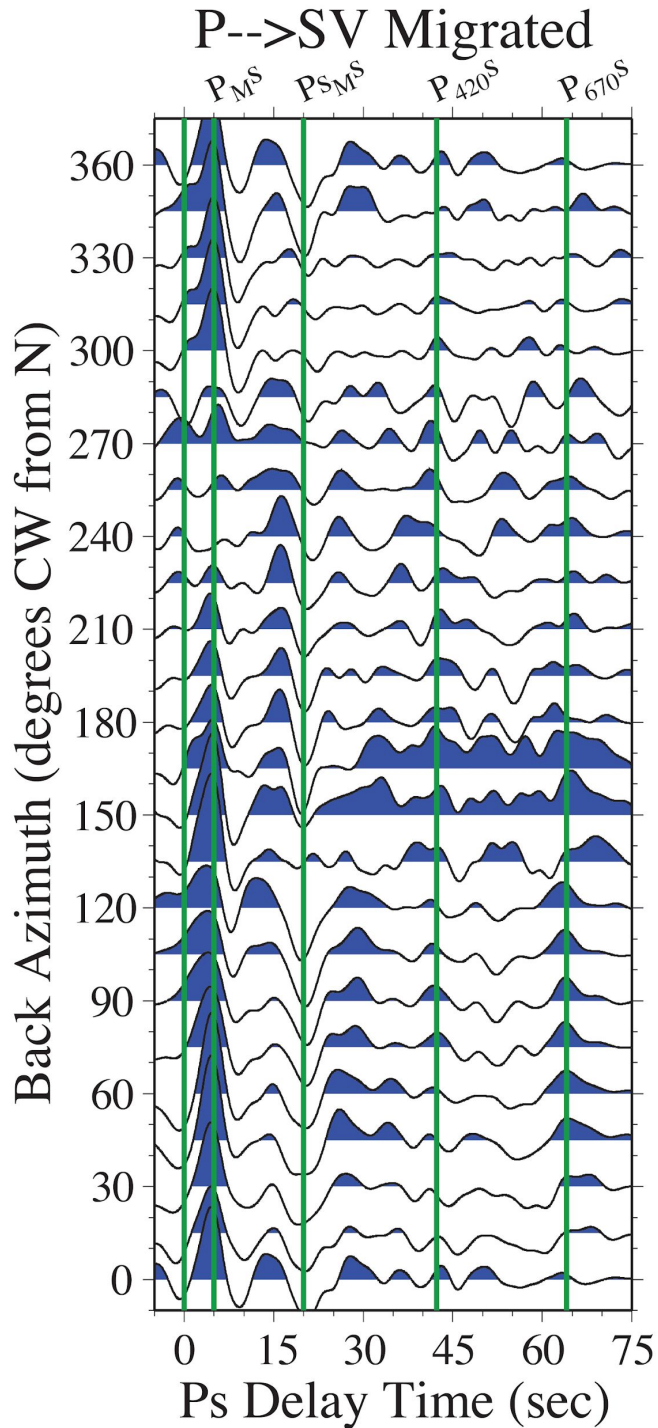 P-->SV Migrated
PMS PSMS P420S P670S
360
330
300
270
240
210
180
150
120
90
60
30
0
Back Azimuth (degrees CW from N)
0 15 30 45 60 75
Ps Delay Time (sec)